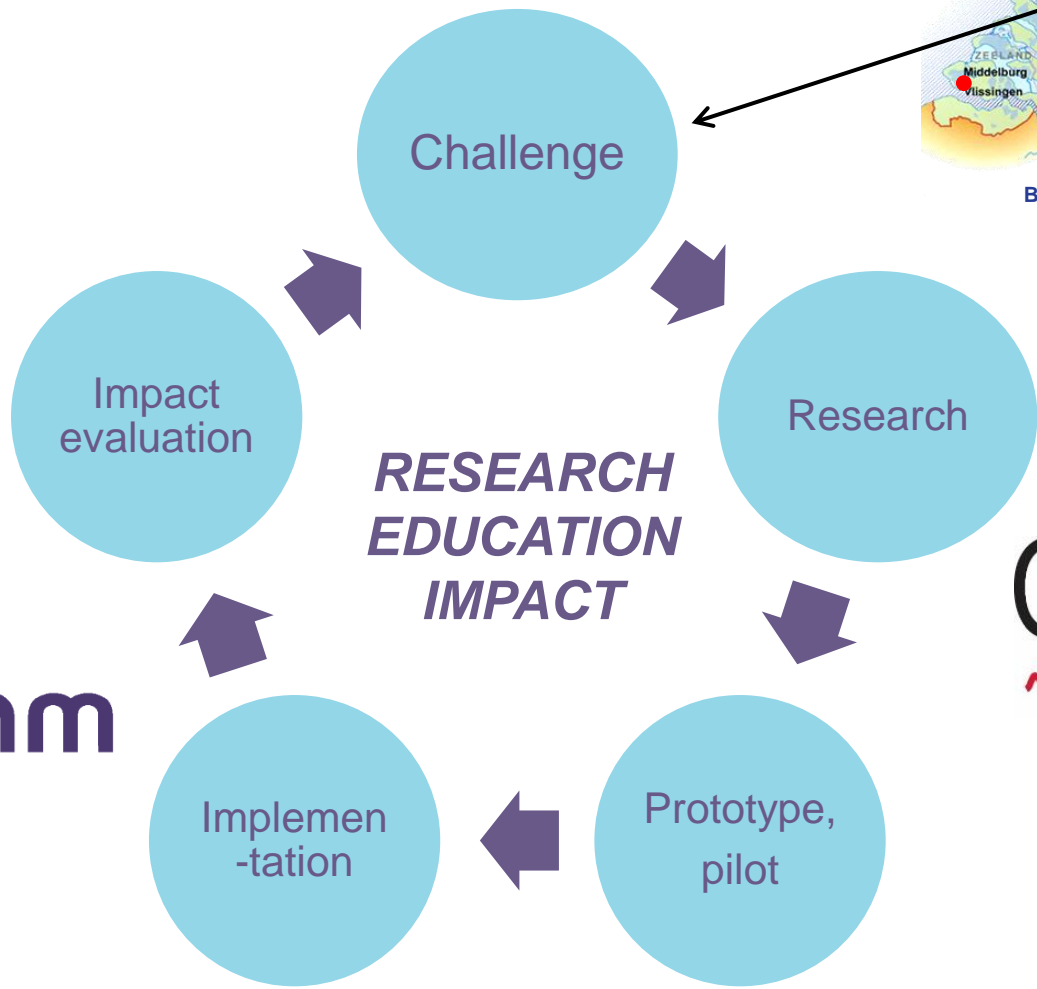 Challenge
ZEELAND
Middelburg
Vlissingen
B
Research
Impact
evaluation
RESEARCH
EDUCATION
IMPACT
Implemen
-tation
Prototype,
pilot